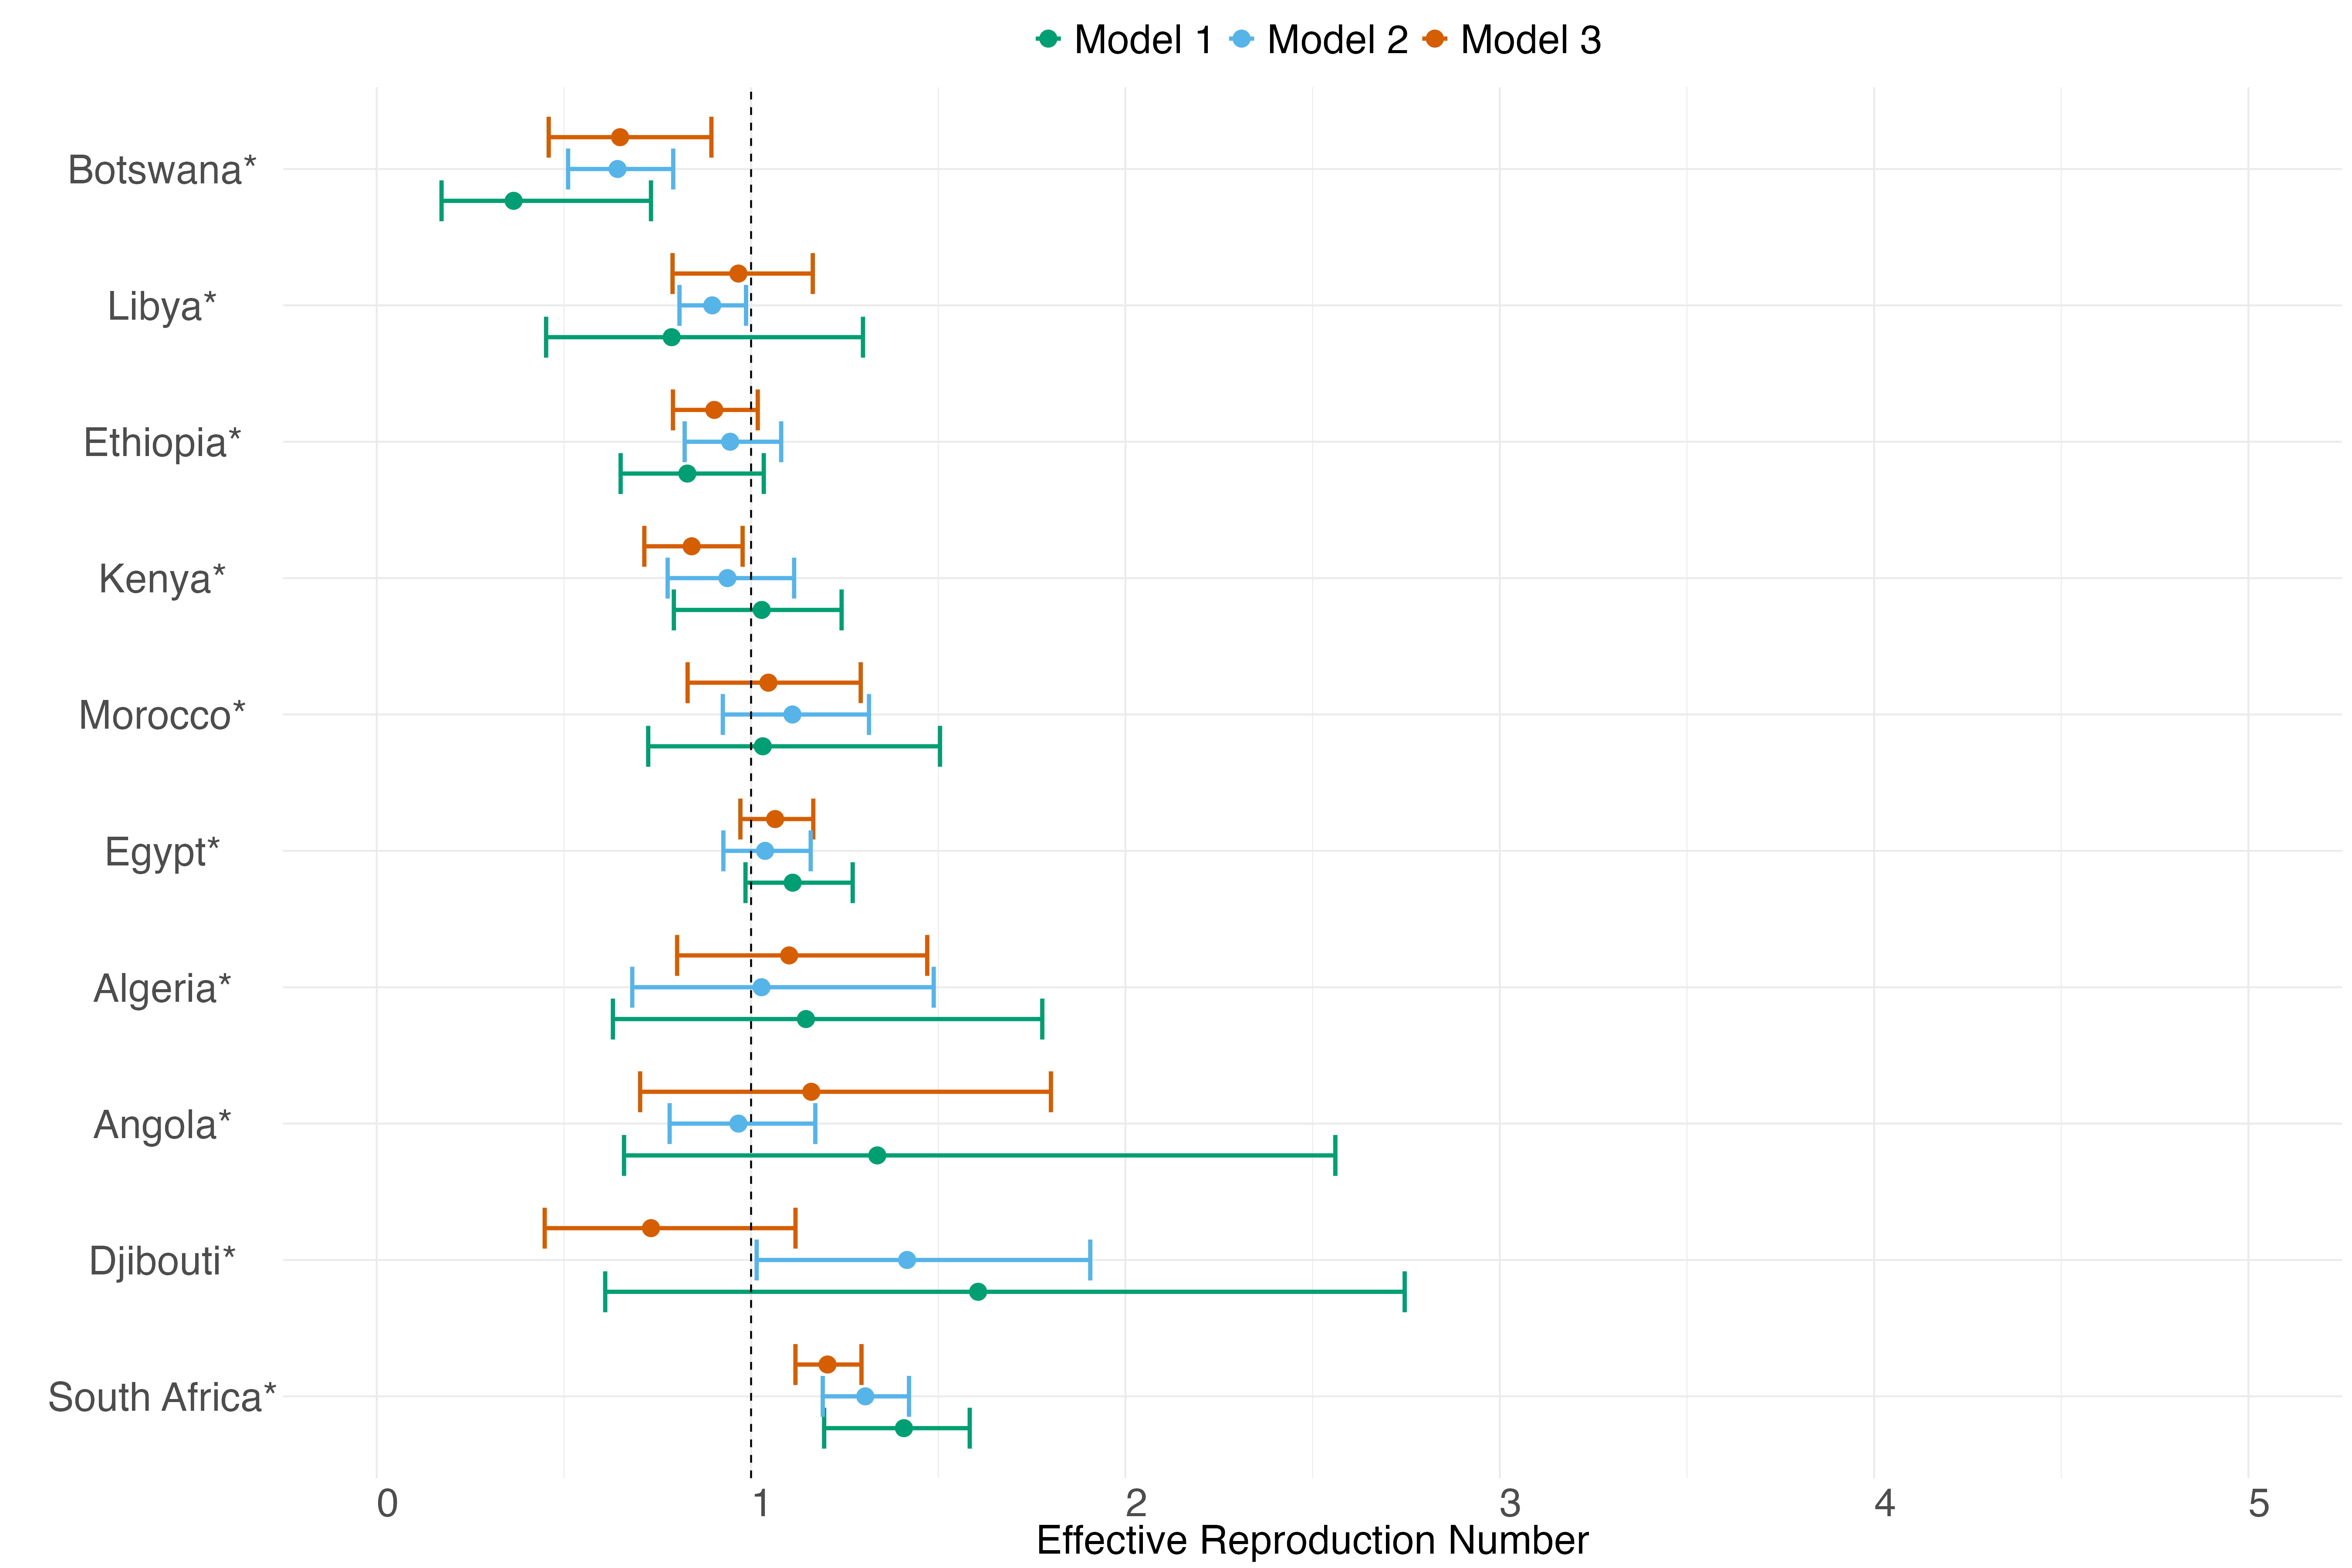 Model 1 Model 2 Model 3
Botswana*
Libya*
Ethiopia*
Kenya*
Morocco*
Egypt*
Algeria*
Angola*
Djibouti*
South Africa*
0 1 2 3 4 5
Effective Reproduction Number